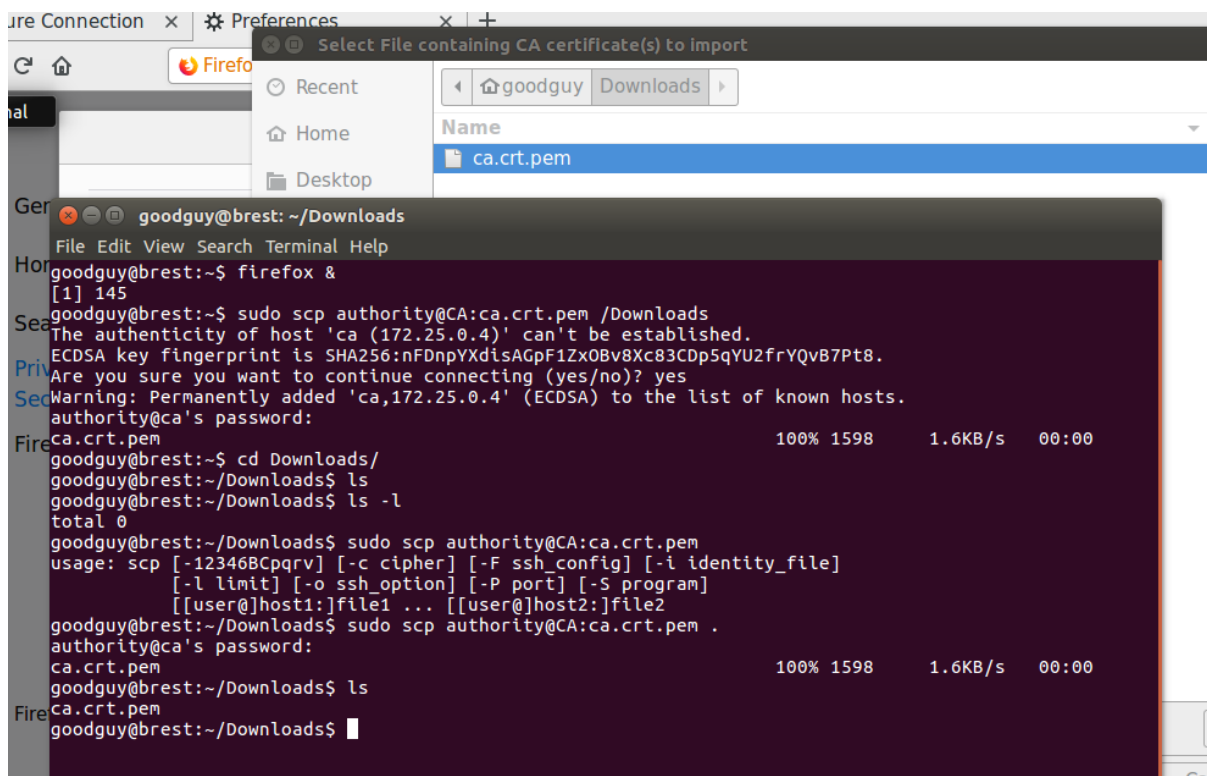 ure Connection × Preferences × +
Select File containing CA certificate(s) to import
Firefo
Recent
goodguy Downloads
nal
Home
Name
ca.crt.pem
Desktop
Ger
goodguy@brest: ~/Downloads
File Edit View Search Terminal Help
Hor
goodguy@brest:~$ firefox &
[1] 145
goodguy@brest:~$ sudo scp authority@CA:ca.crt.pem /Downloads
Sea
The authenticity of host 'ca (172.25.0.4)' can't be established.
ECDSA key fingerprint is SHA256:nFDnpYXdisAGpF1ZxOBv8Xc83CDp5qYU2frYQvB7Pt8.
Priv
Are you sure you want to continue connecting (yes/no)? yes
Sec
Warning: Permanently added 'ca,172.25.0.4' (ECDSA) to the list of known hosts.
authority@ca's password:
Fire
ca.crt.pem 100% 1598 1.6KB/s 00:00
goodguy@brest:~$ cd Downloads/
goodguy@brest:~/Downloads$ ls
goodguy@brest:~/Downloads$ ls -l
total 0
goodguy@brest:~/Downloads$ sudo scp authority@CA:ca.crt.pem
usage: scp [-12346BCpqrv] [-c cipher] [-F ssh_config] [-i identity_file]
[-l limit] [-o ssh_option] [-P port] [-S program]
[[user@]host1:]file1 ... [[user@]host2:]file2
goodguy@brest:~/Downloads$ sudo scp authority@CA:ca.crt.pem .
authority@ca's password:
ca.crt.pem 100% 1598 1.6KB/s 00:00
goodguy@brest:~/Downloads$ ls
Fire
ca.crt.pem
goodguy@brest:~/Downloads$